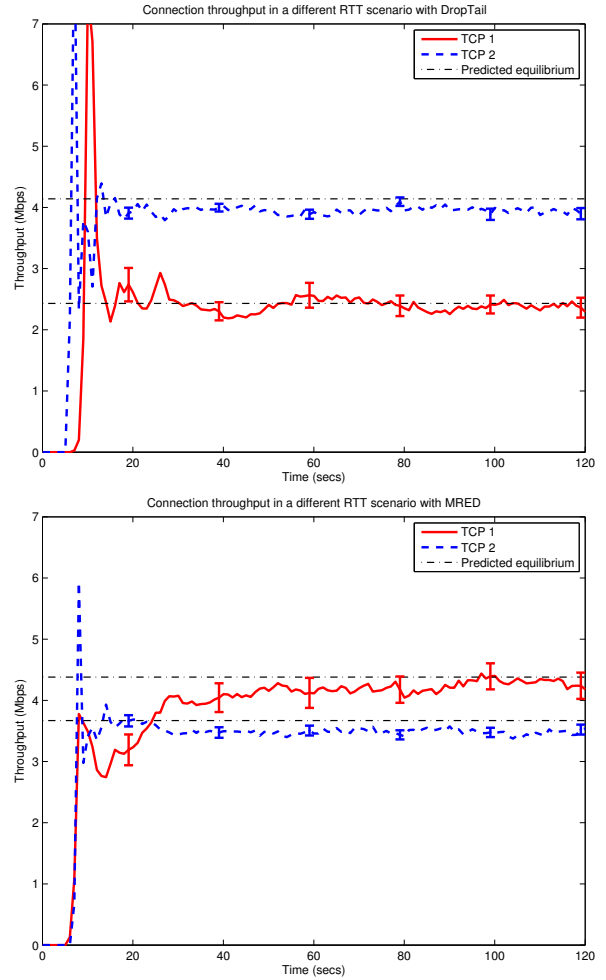 Connection throughput in a different RTT scenario with DropTail
7
6
5
4
3
2
1
0
Throughput (Mbps)
TCP 1
TCP 2
Predicted equilibrium
0 20 40 60 80 100 120
Time (secs)
Connection throughput in a different RTT scenario with MRED
7
6
5
4
3
2
1
0
Throughput (Mbps)
TCP 1
TCP 2
Predicted equilibrium
0 20 40 60 80 100 120
Time (secs)